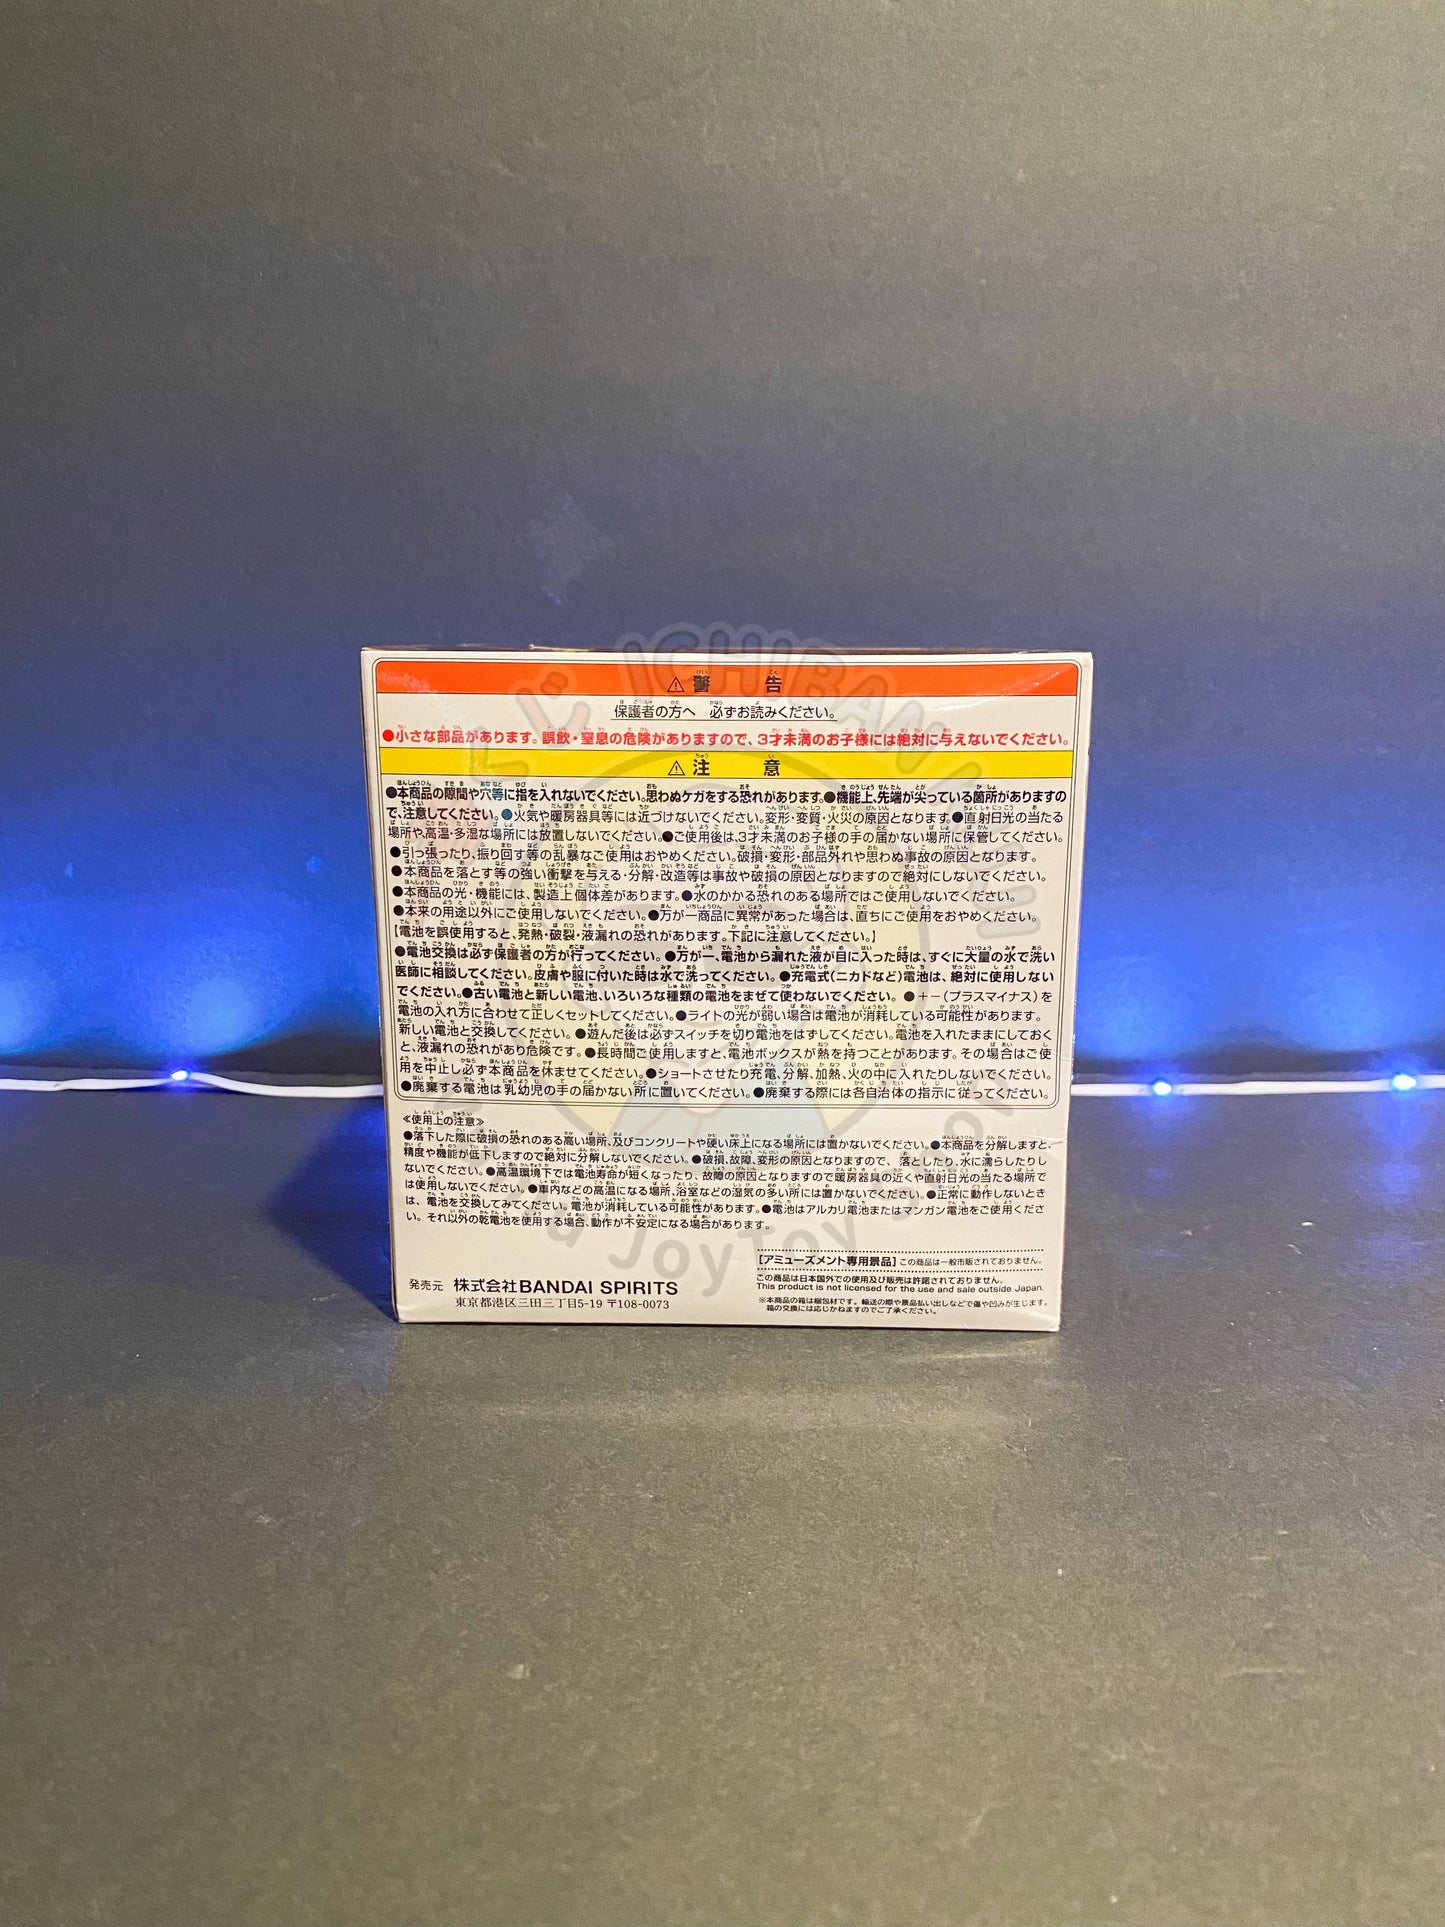 ⚠警 告
保護者の方へ 必ずお読みください。
●小さな部品があります。誤飲・窒息の危険がありますので、3才未満のお子様には絶対に与えないでください。
⚠注 意
●本商品の隙間や穴等に指を入れないでください。思わぬケガをする恐れがあります。●機能上、先端が尖っている箇所がありますの
で、注意してください。●火気や暖房器具等には近づけないでください。変形・変質・火災の原因となります。●直射日光の当たる
場所や、高温・多湿な場所には放置しないでください。●ご使用後は、3才未満のお子様の手の届かない場所に保管してください。
●引っ張ったり、振り回す等の乱暴なご使用はおやめください。破損・変形・部品外れや思わぬ事故の原因となります。
●本商品を落とす等の強い衝撃を与える・分解・改造等は事故や破損の原因となりますので絶対にしないでください。
●本商品の光・機能には、製造上個体差があります。●水のかかる恐れのある場所ではご使用しないでください。
●本来の用途以外にご使用しないでください。●万が一商品に異常があった場合は、直ちにご使用をおやめください。
【電池を誤使用すると、発熱・破裂・液漏れの恐れがあります。下記に注意してください。】
●電池交換は必ず保護者の方が行ってください。●万が一、電池から漏れた液が目に入った時は、すぐに大量の水で洗い
医師に相談してください。皮膚や服に付いた時は水で洗ってください。●充電式(ニカドなど)電池は、絶対に使用しない
でください。●古い電池と新しい電池、いろいろな種類の電池をまぜて使わないでください。●+-(プラスマイナス)を
電池の入れ方に合わせて正しくセットしてください。●ライトの光が弱い場合は電池が消耗している可能性があります。
新しい電池と交換してください。●遊んだ後は必ずスイッチを切り電池をはずしてください。電池を入れたままにしておく
と、液漏れの恐れがあり危険です。●長時間ご使用しますと、電池ボックスが熱を持つことがあります。その場合はご使
用を中止し必ず本商品を休ませてください。●ショートさせたり充電、分解、加熱、火の中に入れたりしないでください。
●廃棄する電池は乳幼児の手の届かない所に置いてください。●廃棄する際には各自治体の指示に従ってください。
≪使用上の注意≫
●落下した際に破損の恐れのある高い場所、及びコンクリートや硬い床上になる場所には置かないでください。●本商品を分解しますと、
精度や機能が低下しますので絶対に分解しないでください。●破損、故障、変形の原因となりますので、落としたり、水に濡らしたりし
ないでください。●高温環境下では電池寿命が短くなったり、故障の原因となりますので暖房器具の近くや直射日光の当たる場所で
は使用しないでください。●車内などの高温になる場所、浴室などの湿気の多い所には置かないでください。●正常に動作しないとき
は、電池を交換してみてください。電池が消耗している可能性があります。●電池はアルカリ電池またはマンガン電池をご使用くださ
い。それ以外の乾電池を使用する場合、動作が不安定になる場合があります。
【アミューズメント専用景品】この商品は一般市販されておりません。
この商品は日本国外での使用及び販売は許諾されておりません。
This product is not licensed for the use and sale outside Japan.
※本商品の箱は梱包材です。輸送の際や景品払い出しなどで傷や凹みが生じます。
箱の交換には応じかねますのでご了承ください。
発売元 株式会社BANDAI SPIRITS
東京都港区三田三丁目5-19 〒108-0073
ICHIBAN
JoyToy